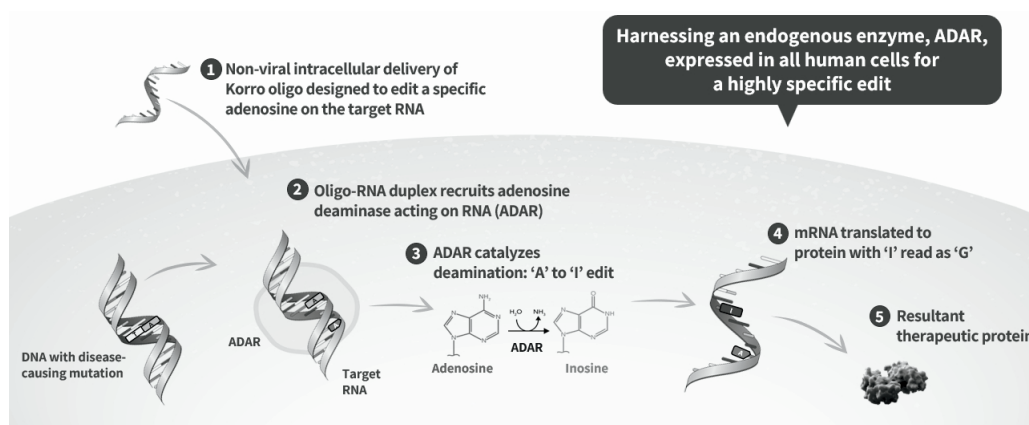 Harnessing an endogenous enzyme, ADAR,
expressed in all human cells for
a highly specific edit
1 Non-viral intracellular delivery of
Korro oligo designed to edit a specific
adenosine on the target RNA
2 Oligo-RNA duplex recruits adenosine
deaminase acting on RNA (ADAR)
3 ADAR catalyzes
deamination: ‘A’ to ‘I’ edit
4 mRNA translated to
protein with ‘I’ read as ‘G’
5 Resultant
therapeutic protein
DNA with disease-
causing mutation
ADAR
Target
RNA
NH₂
N
N
N
N
Adenosine
H₂O
NH₃
ADAR
O
N
NH
N
N
Inosine